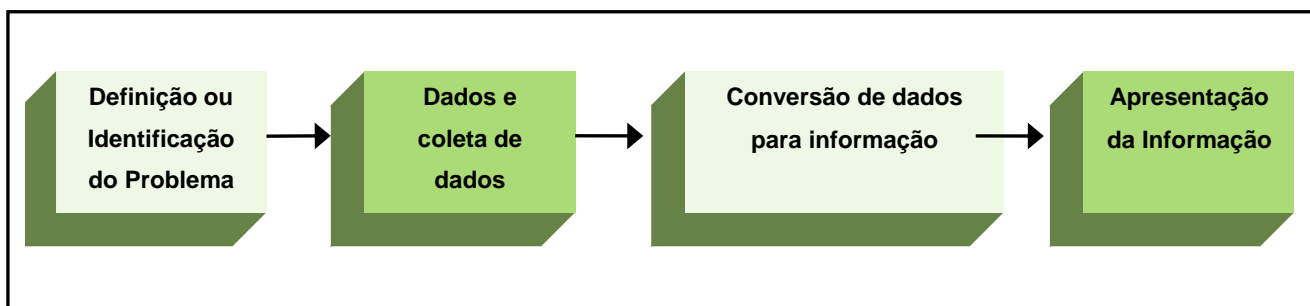 Definição ou
Identificação
do Problema
Dados e
coleta de
dados
Conversão de dados
para informação
Apresentação
da Informação